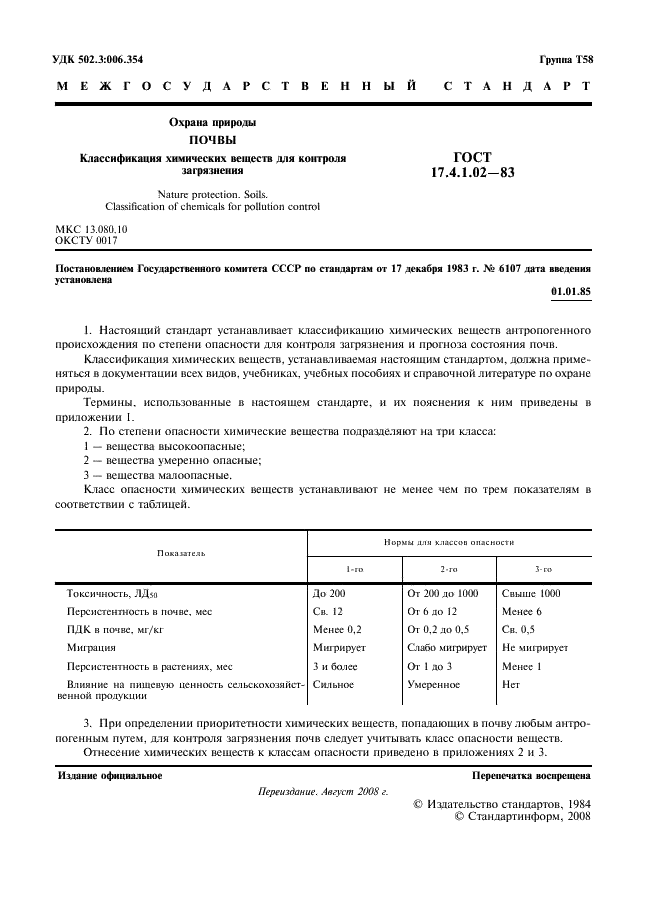 УДК 502.3:006.354 Группа Т58
МЕЖГОСУДАРСТВЕННЫЙ СТАНДАРТ
Охрана природы
ПОЧВЫ
Классификация химических веществ для контроля
загрязнения
ГОСТ
17.4.1.02—83
Nature protection. Soils.
Classification of chemicals for pollution control
МКС 13.080.10
ОКСТУ 0017
Постановлением Государственного комитета СССР по стандартам от 17 декабря 1983 г. № 6107 дата введения
установлена
01.01.85
1. Настоящий стандарт устанавливает классификацию химических веществ антропогенного
происхождения по степени опасности для контроля загрязнения и прогноза состояния почв.
Классификация химических веществ, устанавливаемая настоящим стандартом, должна приме-
няться в документации всех видов, учебниках, учебных пособиях и справочной литературе по охране
природы.
Термины, использованные в настоящем стандарте, и их пояснения к ним приведены в
приложении 1.
2. По степени опасности химические вещества подразделяют на три класса:
1 — вещества высокоопасные;
2 — вещества умеренно опасные;
3 — вещества малоопасные.
Класс опасности химических веществ устанавливают не менее чем по трем показателям в
соответствии с таблицей.
Показатель Нормы для классов опасности
1-го 2-го 3-го
Токсичность, ЛД50 До 200 От 200 до 1000 Свыше 1000
Персистентность в почве, мес Св. 12 От 6 до 12 Менее 6
ПДК в почве, мг/кг Менее 0,2 От 0,2 до 0,5 Св. 0,5
Миграция Мигрирует Слабо мигрирует Не мигрирует
Персистентность в растениях, мес 3 и более От 1 до 3 Менее 1
Влияние на пищевую ценность сельскохозяйст- Сильное Умеренное Нет
венной продукции
3. При определении приоритетности химических веществ, попадающих в почву любым антро-
погенным путем, для контроля загрязнения почв следует учитывать класс опасности веществ.
Отнесение химических веществ к классам опасности приведено в приложениях 2 и 3.
Издание официальное Перепечатка воспрещена
Переиздание. Август 2008 г.
© Издательство стандартов, 1984
© Стандартинформ, 2008